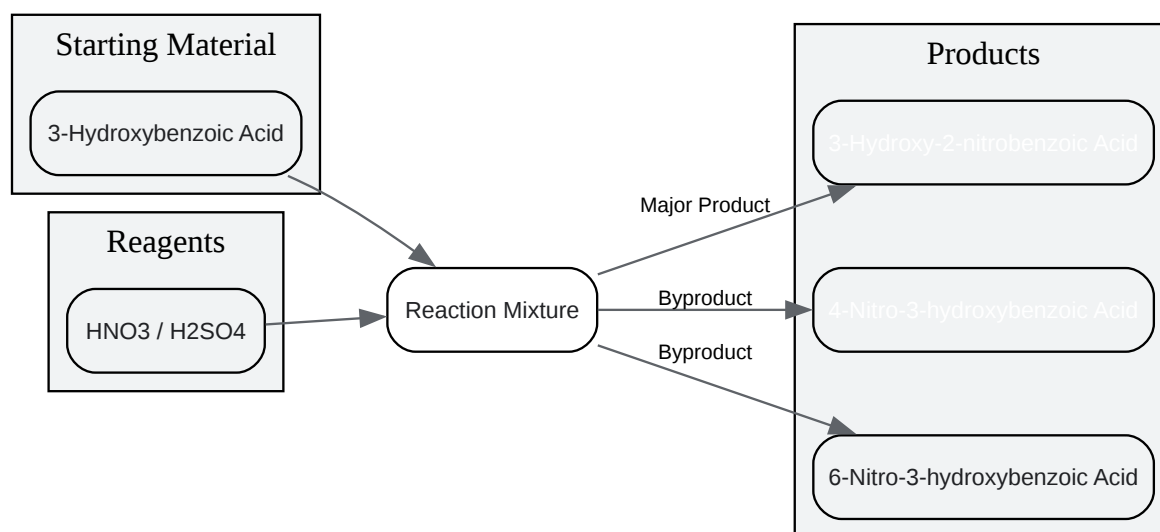 Starting Material
3-Hydroxybenzoic Acid
Reagents
HNO3 / H2SO4
Reaction Mixture
Major Product
Byproduct
Byproduct
Products
3-Hydroxy-2-nitrobenzoic Acid
4-Nitro-3-hydroxybenzoic Acid
6-Nitro-3-hydroxybenzoic Acid